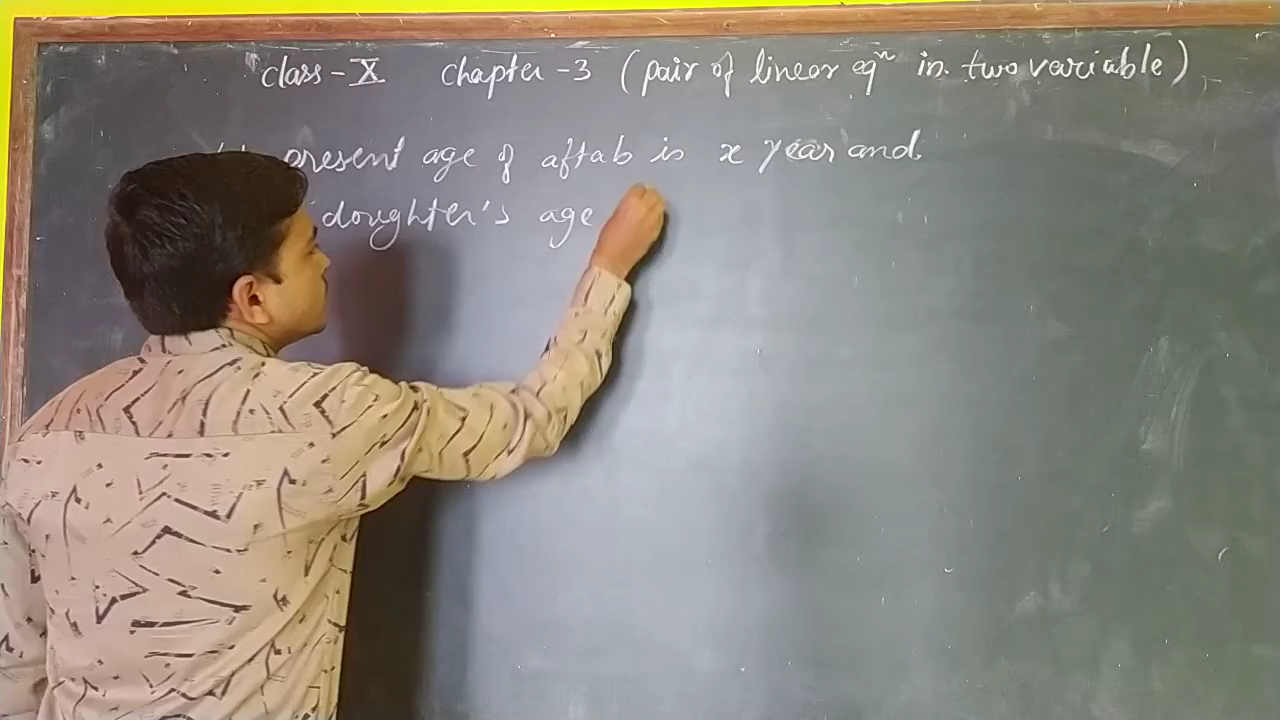 class - X chapter - 3 (pair of linear eqⁿ in two variable)
present age of aftab is x year and
doughter's age